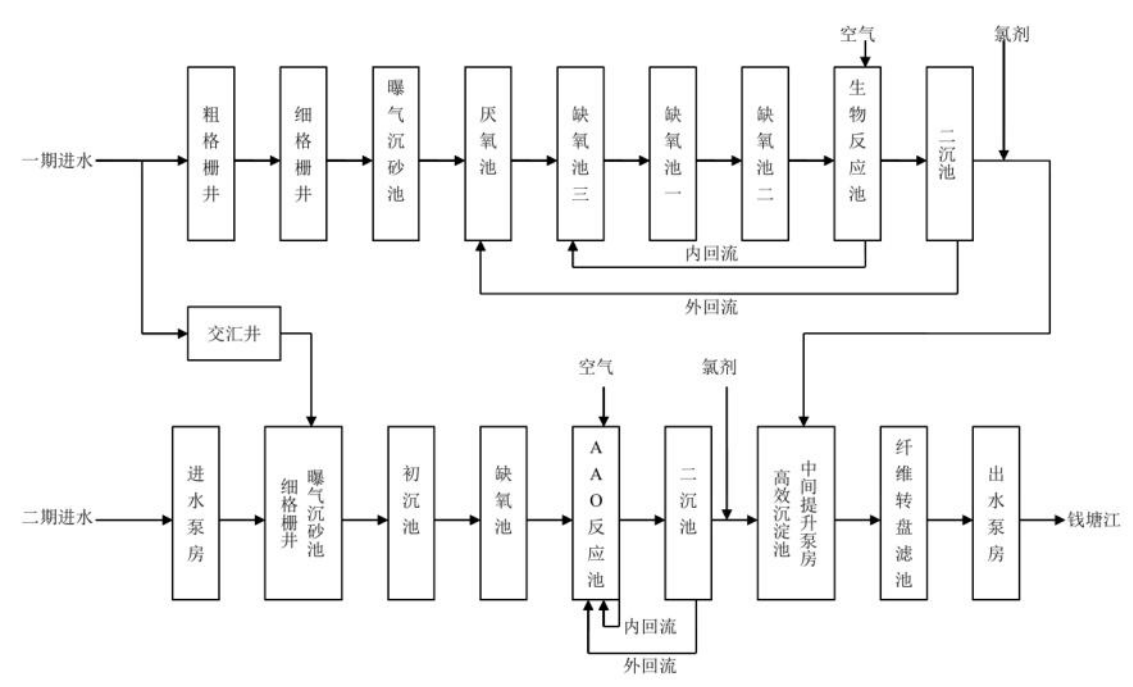 空气
氯剂
一期进水
粗格栅井
细格栅井
曝气沉砂池
厌氧池
缺氧池三
缺氧池一
缺氧池二
生物反应池
二沉池
内回流
外回流
交汇井
空气
氯剂
二期进水
进水泵房
细格栅井
曝气沉砂池
初沉池
缺氧池
AAO反应池
二沉池
高效沉淀池
中间提升泵房
纤维转盘滤池
出水泵房
钱塘江
内回流
外回流